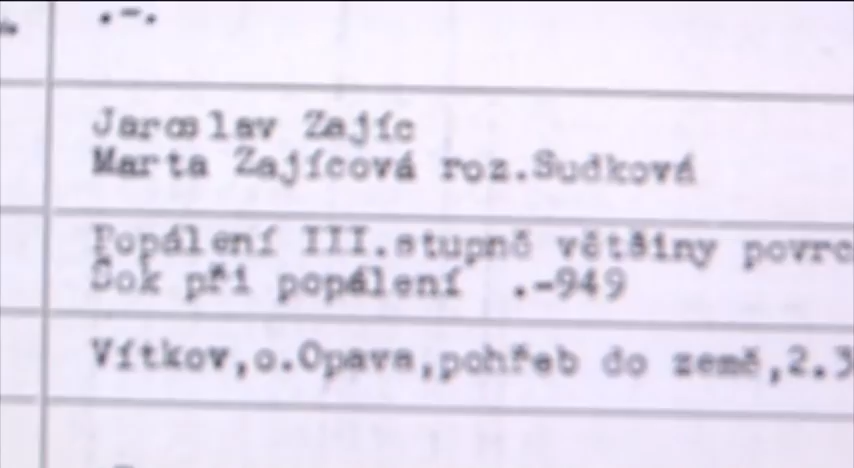 .-.
Jaroslav Zajíc
Marta Zajícová roz.Sudková
Popálení III.stupně většiny povrc
Šok při popálení .-949
Vítkov,o.Opava,pohřeb do země,2.3